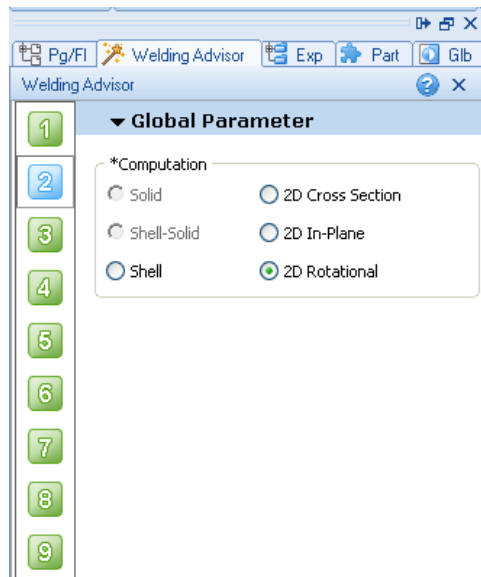 Pg/Fl Welding Advisor Exp Part Glb
Welding Advisor
Global Parameter
*Computation
Solid 2D Cross Section
Shell-Solid 2D In-Plane
Shell 2D Rotational
1
2
3
4
5
6
7
8
9